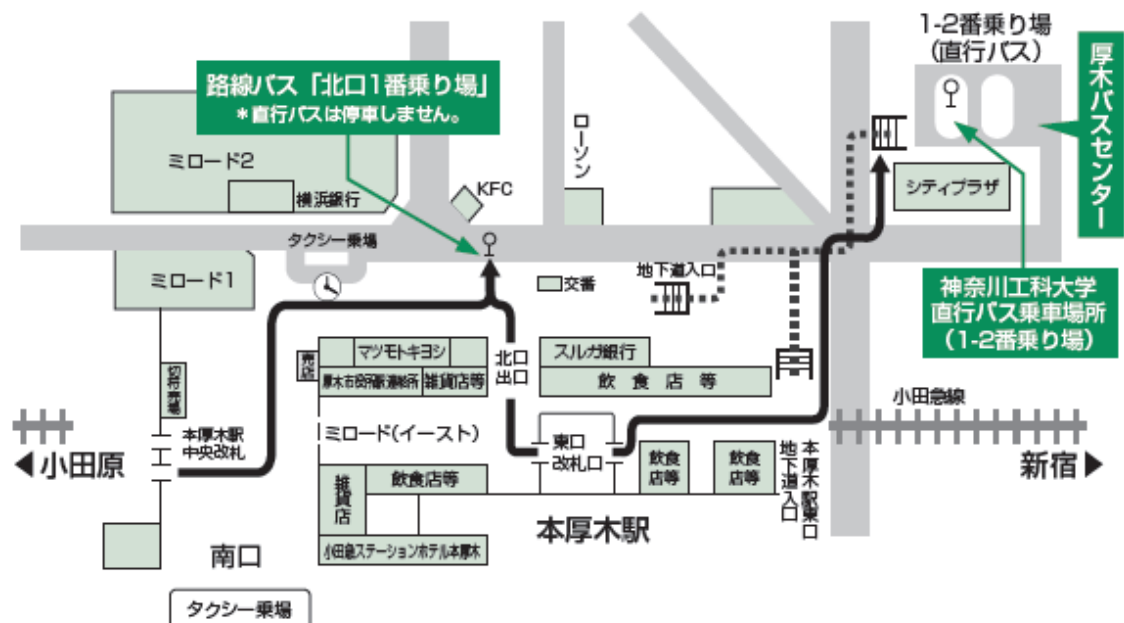 1-2番乗り場
(直行バス)
厚木バスセンター
路線バス「北口1番乗り場」
*直行バスは停車しません。
ローソン
ミロード2
横浜銀行
KFC
シティプラザ
タクシー乗場
ミロード1
地下道入口
交番
神奈川工科大学
直行バス乗車場所
(1-2番乗り場)
売店
マツモトキヨシ
北口
出口
スルガ銀行
厚木市役所駅連絡所
雑貨店等
飲食店等
切符売場
小田急線
本厚木駅
中央改札
ミロード(イースト)
東口
改札口
飲食
店等
飲食
店等
本厚木駅東口
地下道入口
◀小田原
新宿▶
雑貨店
飲食店等
本厚木駅
南口
小田急ステーションホテル本厚木
タクシー乗場